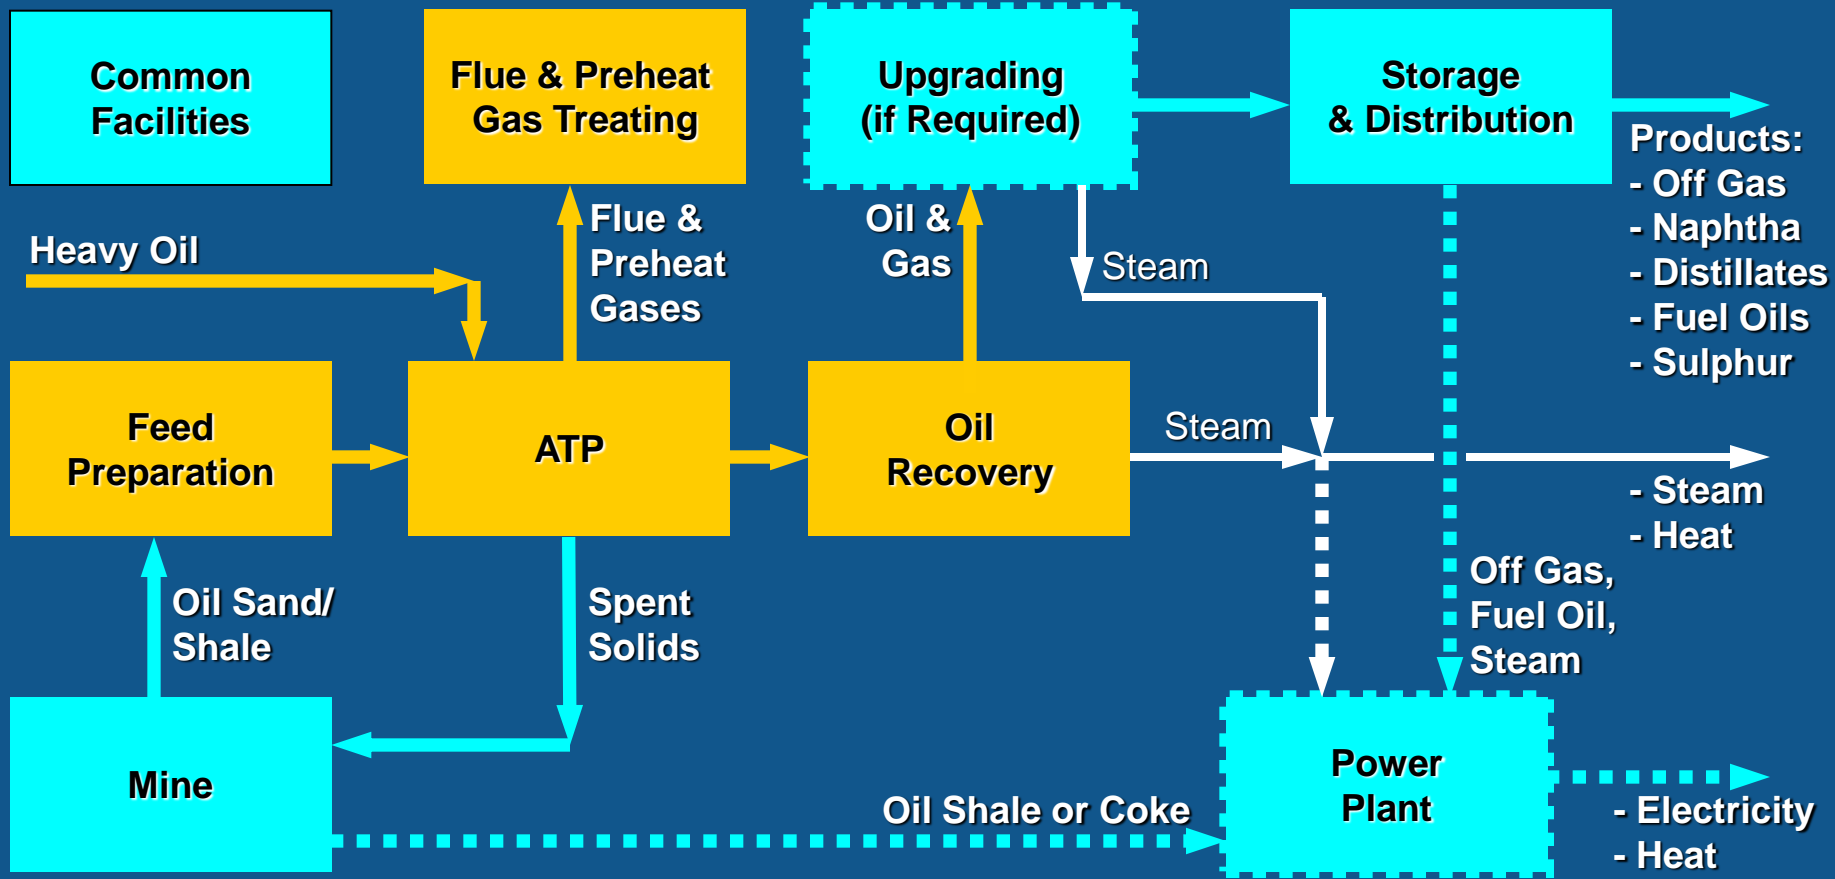 Common
Facilities
Flue & Preheat
Gas Treating
Upgrading
(if Required)
Storage
& Distribution
Products:
- Off Gas
- Naphtha
- Distillates
- Fuel Oils
- Sulphur
Heavy Oil
Flue &
Preheat
Gases
Oil &
Gas
Steam
Feed
Preparation
ATP
Oil
Recovery
Steam
- Steam
- Heat
Oil Sand/
Shale
Spent
Solids
Off Gas,
Fuel Oil,
Steam
Mine
Oil Shale or Coke
Power
Plant
- Electricity
- Heat